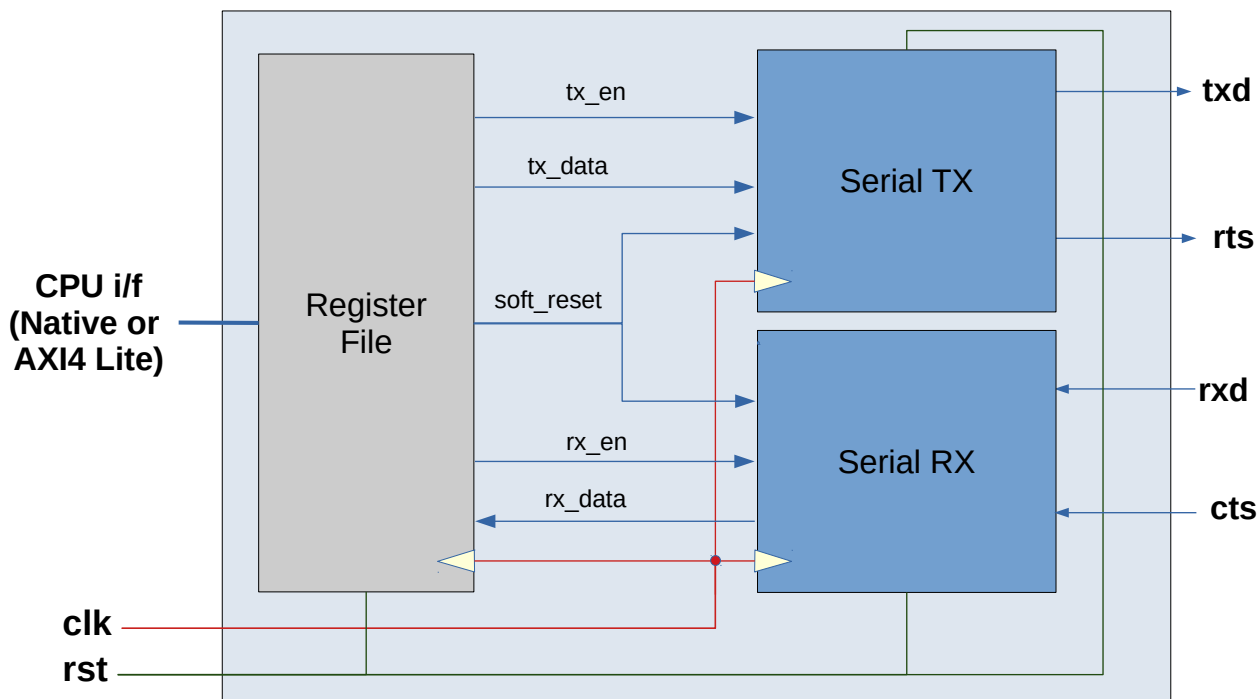 txd
tx_en
tx_data
Serial TX
rts
CPU i/f
(Native or
AXI4 Lite)
Register
File
soft_reset
rxd
rx_en
Serial RX
rx_data
cts
clk
rst